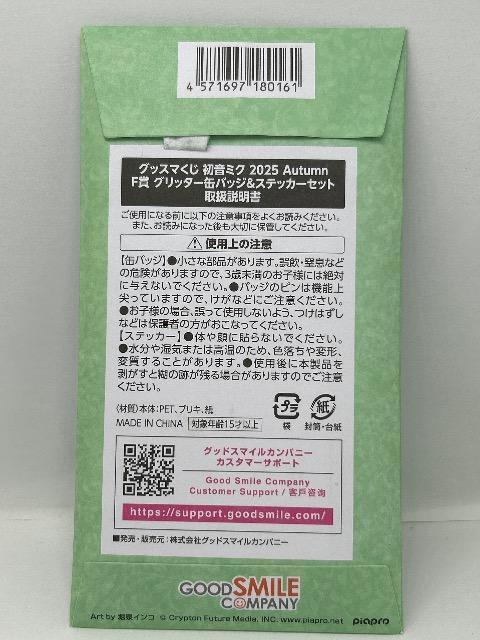 4 571697 180161
グッスマくじ 初音ミク 2025 Autumn
F賞 グリッター缶バッジ&ステッカーセット
取扱説明書
ご使用になる前に以下の注意事項をよくお読みください。
また、お読みになった後も大切に保管してください。
⚠使用上の注意
【缶バッジ】●小さな部品があります。誤飲・窒息など
の危険がありますので、3歳未満のお子様には絶対
に与えないでください。●バッジのピンは機能上
尖っていますので、けがなどにご注意ください。
●お子様の場合、誤って使用しないよう、つけはずし
などは保護者の方がおこなってください。
【ステッカー】●体や顔に貼らないでください。
●水分や湿気または高温のため、色落ちや変形、
変質することがあります。●使用後に本製品を
剥がすと糊の跡が残る場合がありますのでご注意
ください。
〈材質〉本体:PET、ブリキ、紙
MADE IN CHINA 対象年齢15才以上
プラ 紙
袋 封筒・台紙
グッドスマイルカンパニー
カスタマーサポート
Good Smile Company
Customer Support / 客户咨询
https://support.goodsmile.com/
■発売・販売元:株式会社グッドスマイルカンパニー
GOODSMILE
COMPANY
Art by 堀泉インコ © Crypton Future Media, INC. www.piapro.net piapro